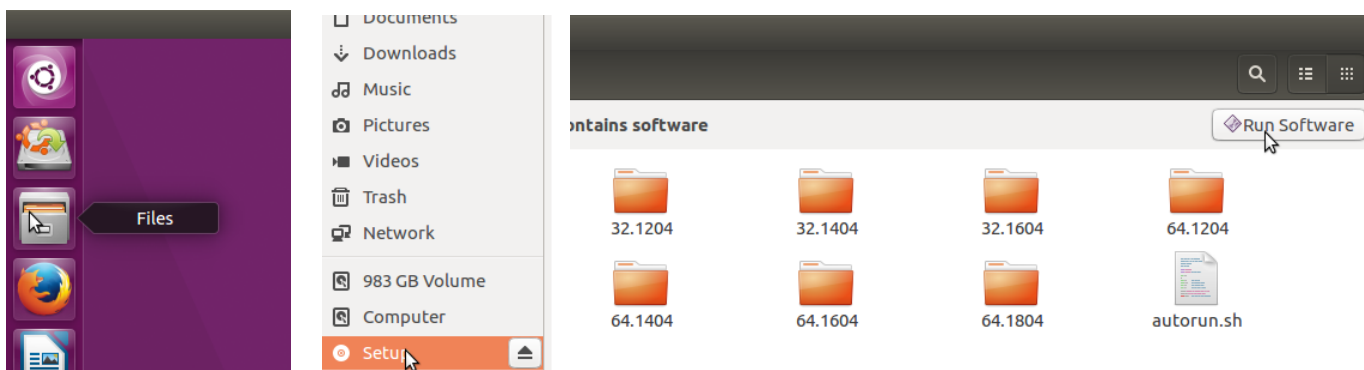 Files
Documents
Downloads
Music
Pictures
Videos
Trash
Network
983 GB Volume
Computer
Setup
ontains software
Run Software
32.1204 32.1404 32.1604 64.1204
64.1404 64.1604 64.1804 autorun.sh